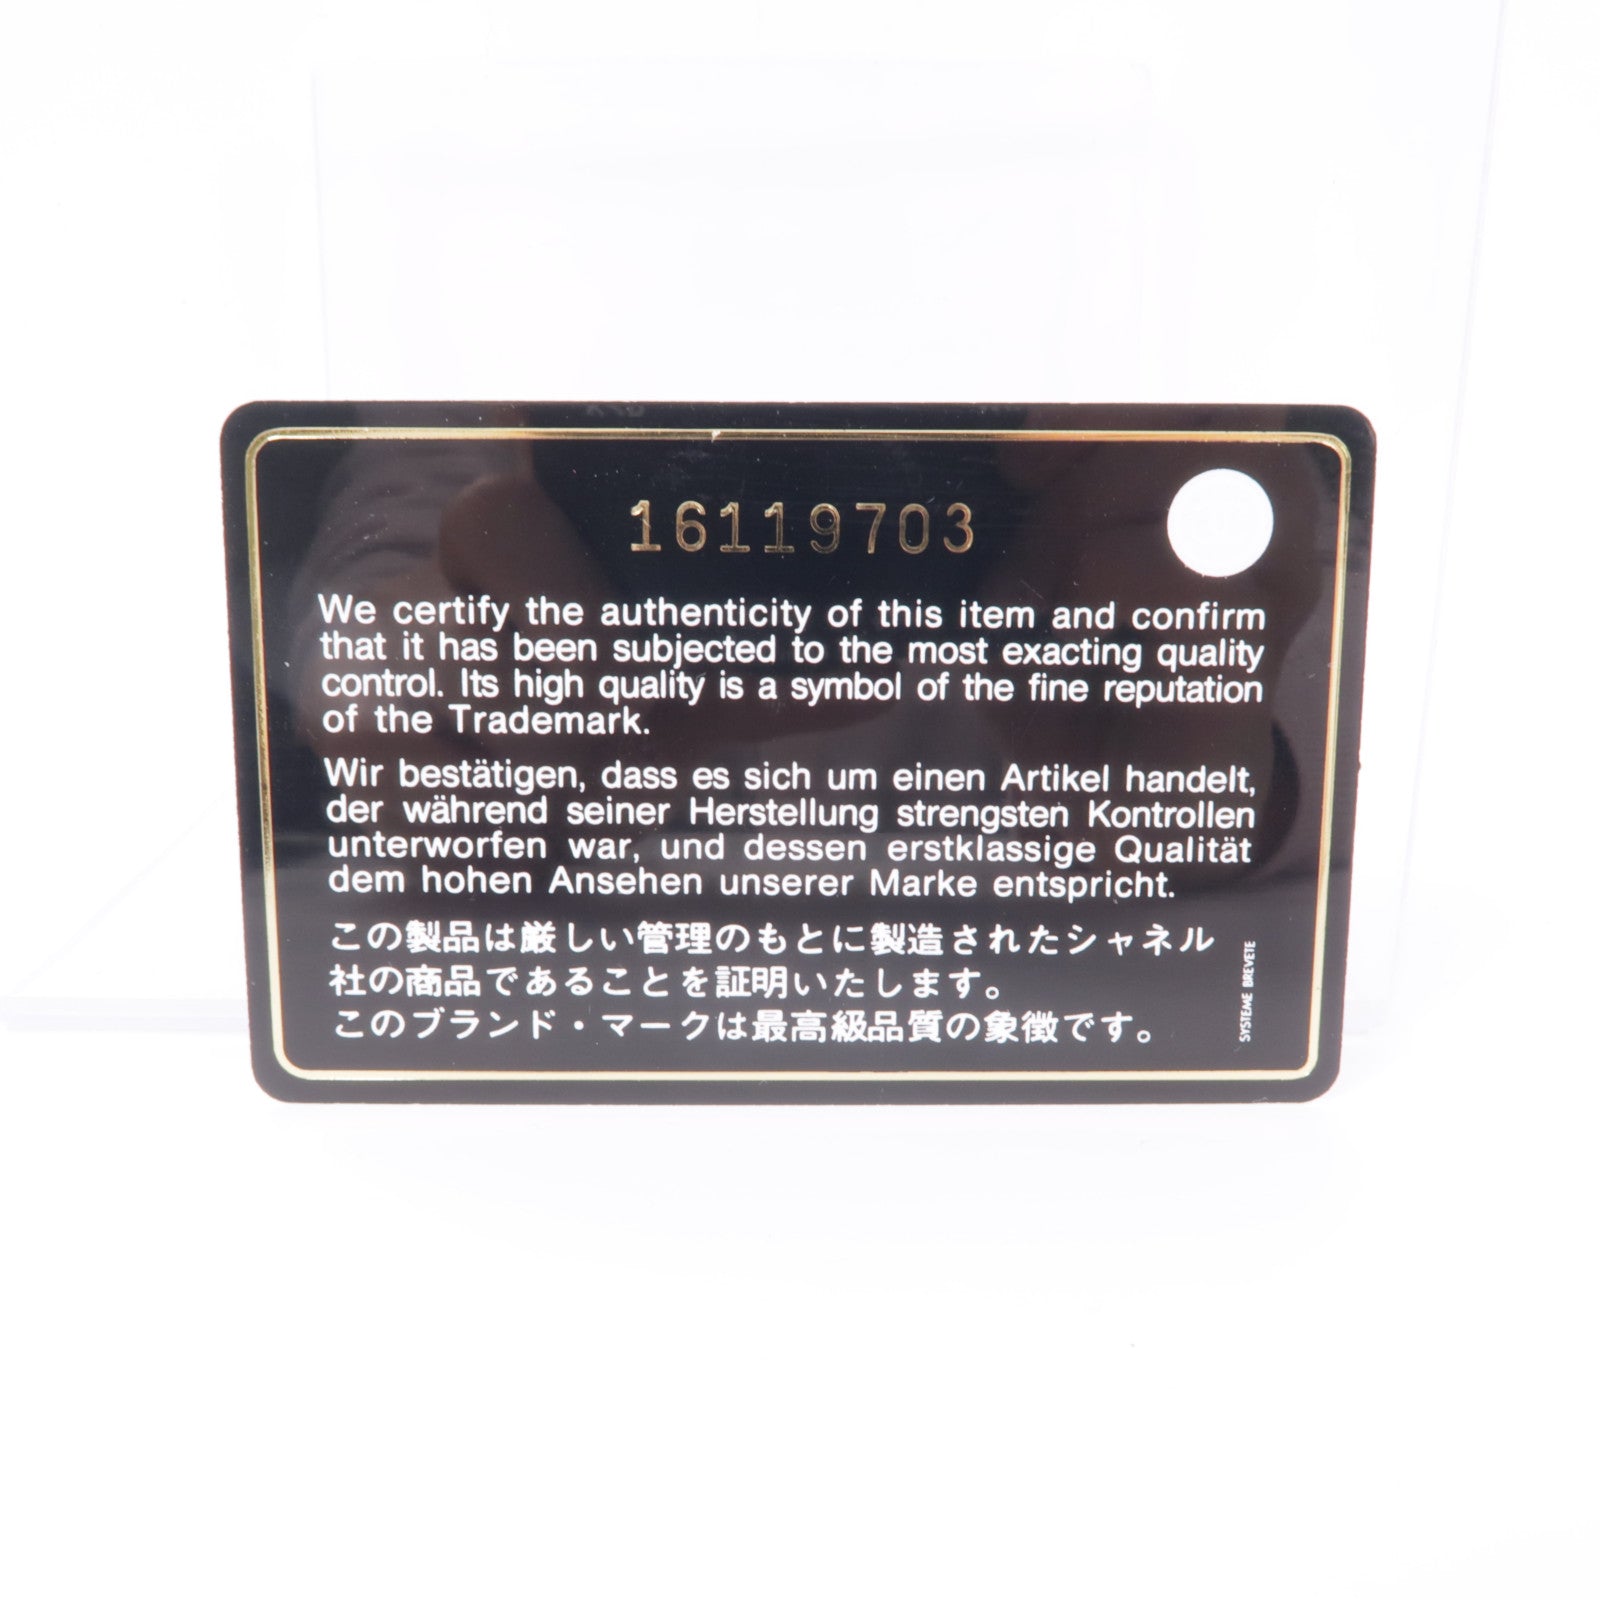 16119703
We certify the authenticity of this item and confirm
that it has been subjected to the most exacting quality
control. Its high quality is a symbol of the fine reputation
of the Trademark.
Wir bestätigen, dass es sich um einen Artikel handelt,
der während seiner Herstellung strengsten Kontrollen
unterworfen war, und dessen erstklassige Qualität
dem hohen Ansehen unserer Marke entspricht.
この製品は厳しい管理のもとに製造されたシャネル
社の商品であることを証明いたします。
このブランド・マークは最高級品質の象徴です。
SYSTEME BREVETE